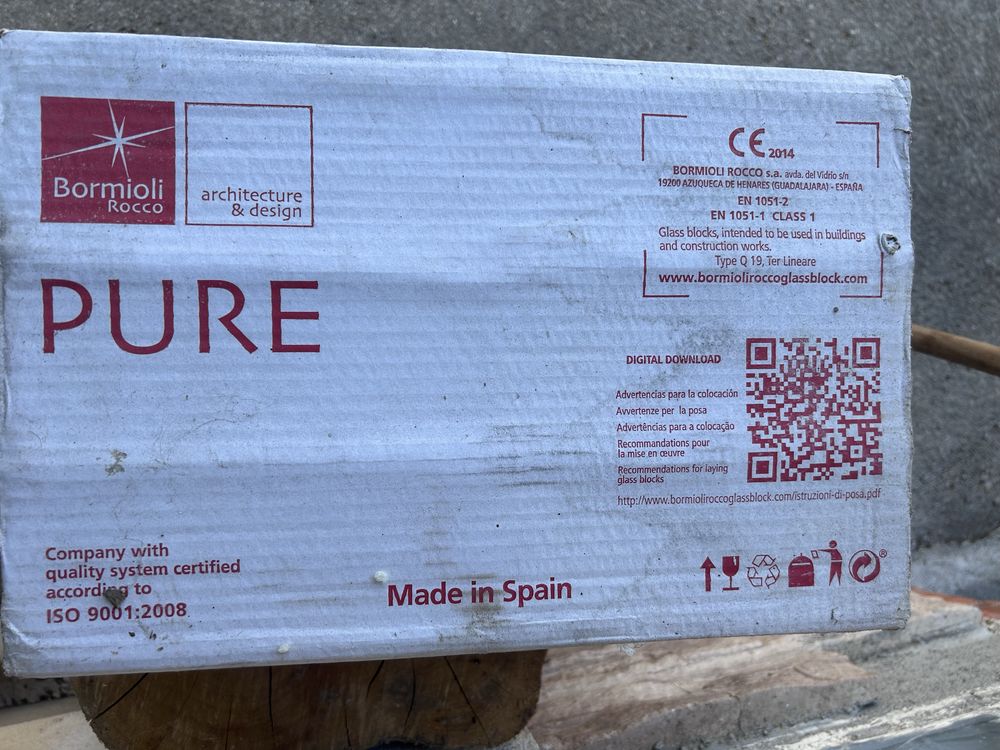 Bormioli
Rocco
architecture
& design
PURE
CE 2014
BORMIOLI ROCCO s.a. avda. del Vidrio s/n
19200 AZUQUECA DE HENARES (GUADALAJARA) - ESPAÑA
EN 1051-2
EN 1051-1 CLASS 1
Glass blocks, intended to be used in buildings
and construction works.
Type Q 19, Ter Lineare
www.bormioliroccoglassblock.com
DIGITAL DOWNLOAD
Advertencias para la colocación
Avvertenze per la posa
Advertências para a colocação
Recommandations pour
la mise en œuvre
Recommendations for laying
glass blocks
http://www.bormioliroccoglassblock.com/istruzioni-di-posa.pdf
Company with
quality system certified
according to
ISO 9001:2008
Made in Spain
®